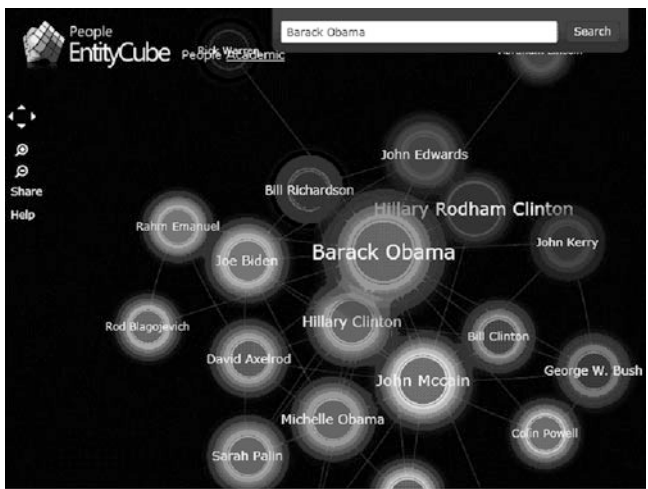 People
EntityCube
People Academic
Barack Obama
Search
Rick Warren
John Edwards
Bill Richardson
Hillary Rodham Clinton
Share
Help
Rahm Emanuel
John Kerry
Barack Obama
Joe Biden
Rod Blagojevich
Hillary Clinton
Bill Clinton
David Axelrod
George W. Bush
John Mccain
Michelle Obama
Colin Powell
Sarah Palin